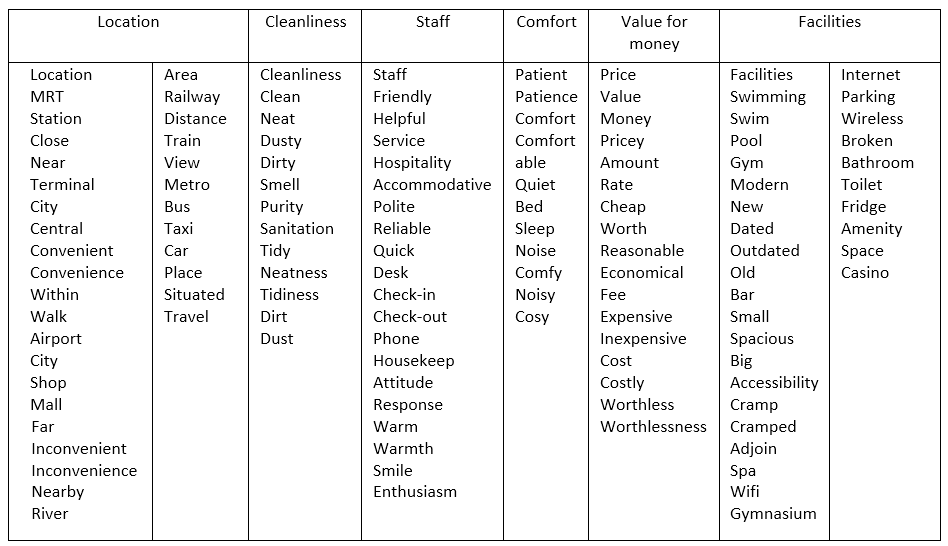 Location
Cleanliness
Staff
Comfort
Value for
money
Facilities
Location
MRT
Station
Close
Near
Terminal
City
Central
Convenient
Convenience
Within
Walk
Airport
City
Shop
Mall
Far
Inconvenient
Inconvenience
Nearby
River
Area
Railway
Distance
Train
View
Metro
Bus
Taxi
Car
Place
Situated
Travel
Cleanliness
Clean
Neat
Dusty
Dirty
Smell
Purity
Sanitation
Tidy
Neatness
Tidiness
Dirt
Dust
Staff
Friendly
Helpful
Service
Hospitality
Accommodative
Polite
Reliable
Quick
Desk
Check-in
Check-out
Phone
Housekeep
Attitude
Response
Warm
Warmth
Smile
Enthusiasm
Patient
Patience
Comfort
Comfort
able
Quiet
Bed
Sleep
Noise
Comfy
Noisy
Cosy
Price
Value
Money
Pricey
Amount
Rate
Cheap
Worth
Reasonable
Economical
Fee
Expensive
Inexpensive
Cost
Costly
Worthless
Worthlessness
Facilities
Swimming
Swim
Pool
Gym
Modern
New
Dated
Outdated
Old
Bar
Small
Spacious
Big
Accessibility
Cramp
Cramped
Adjoin
Spa
Wifi
Gymnasium
Internet
Parking
Wireless
Broken
Bathroom
Toilet
Fridge
Amenity
Space
Casino